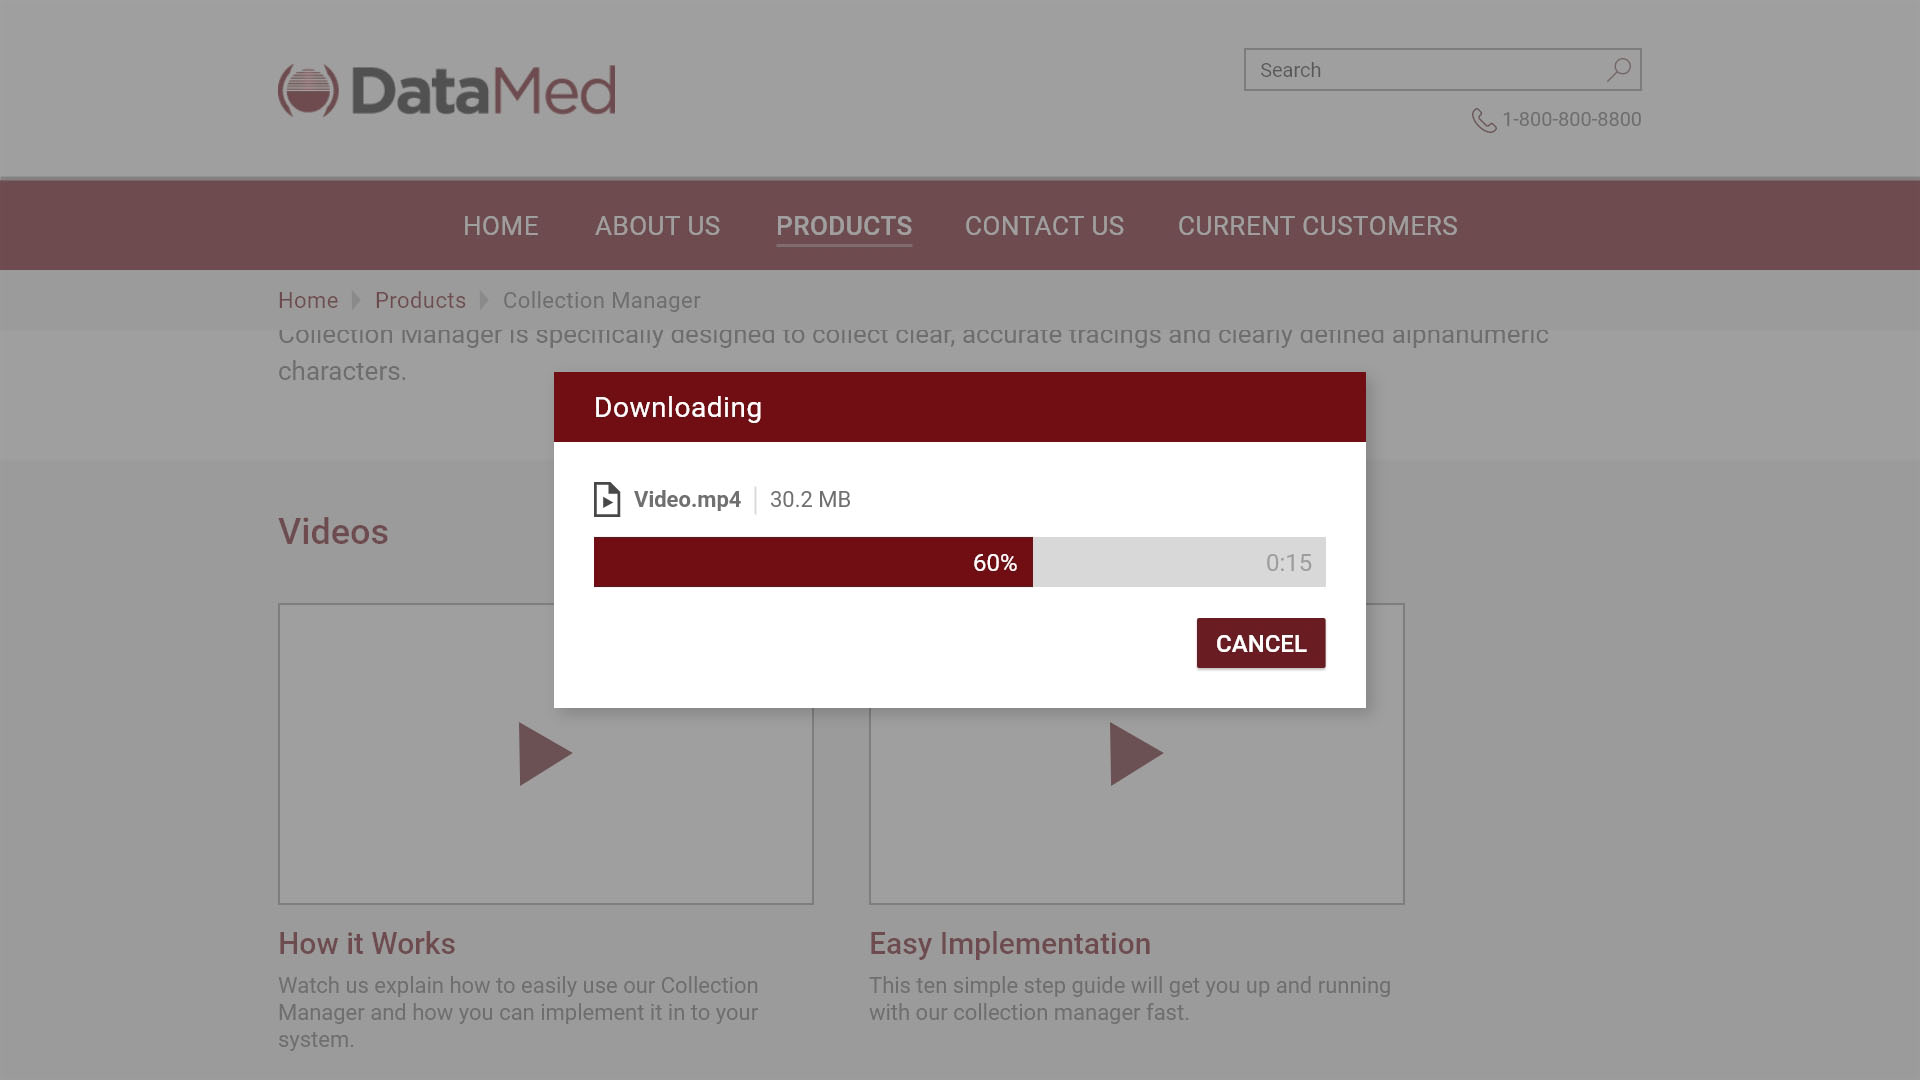 DataMed
Search
1-800-800-8800
HOME ABOUT US PRODUCTS CONTACT US CURRENT CUSTOMERS
Home Products Collection Manager
Collection Manager is specifically designed to collect clear, accurate tracings and clearly defined alphanumeric
characters.
Downloading
Video.mp4 30.2 MB
60% 0:15
CANCEL
Videos
How it Works
Watch us explain how to easily use our Collection
Manager and how you can implement it in to your
system.
Easy Implementation
This ten simple step guide will get you up and running
with our collection manager fast.